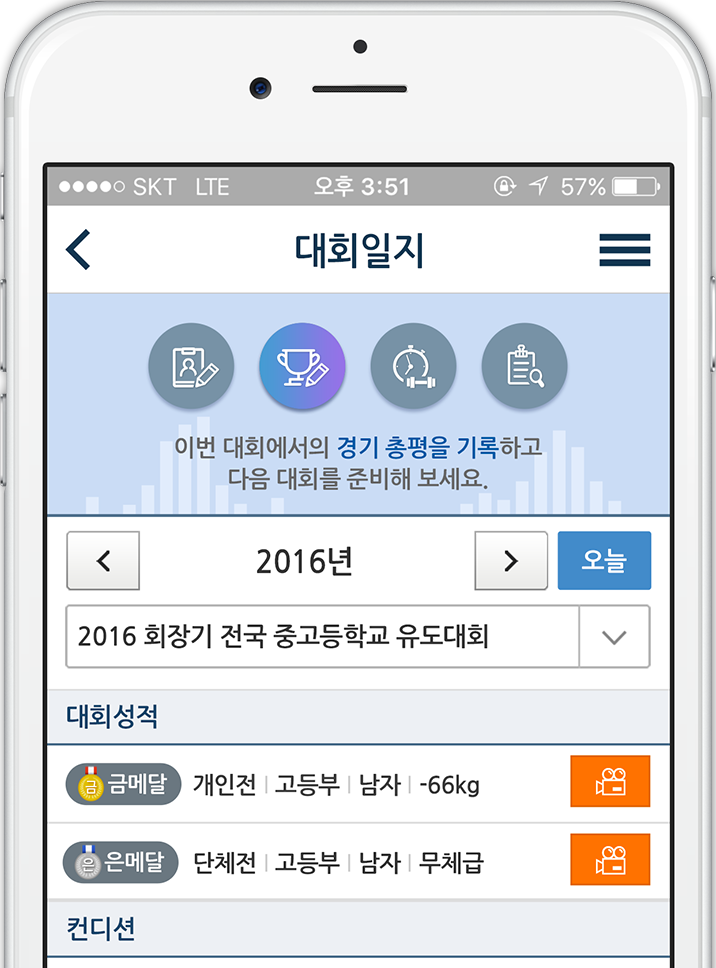 SKT LTE 오후 3:51 57%
대회일지
이번 대회에서의 경기 총평을 기록하고
다음 대회를 준비해 보세요.
2016년 오늘
2016 회장기 전국 중고등학교 유도대회
대회성적
금 금메달 개인전 | 고등부 | 남자 | -66kg
은 은메달 단체전 | 고등부 | 남자 | 무체급
컨디션